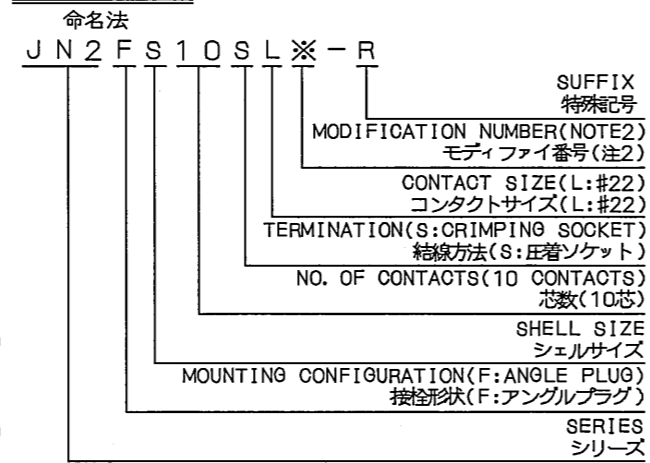 命名法
JN2FS10SL※-R
SUFFIX
特殊記号
MODIFICATION NUMBER(NOTE2)
モディファイ番号(注2)
CONTACT SIZE(L:#22)
コンタクトサイズ(L:#22)
TERMINATION(S:CRIMPING SOCKET)
結線方法(S:圧着ソケット)
NO. OF CONTACTS(10 CONTACTS)
芯数(10芯)
SHELL SIZE
シェルサイズ
MOUNTING CONFIGURATION(F:ANGLE PLUG)
接栓形状(F:アングルプラグ)
SERIES
シリーズ